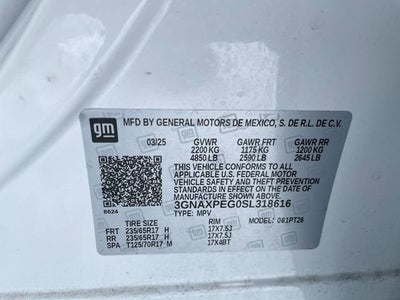 gm
MFD BY GENERAL MOTORS DE MEXICO, S. DE R.L. DE C.V.
03/25 GVWR GAWR FRT GAWR RR
2200 KG 1175 KG 1200 KG
4850 LB 2590 LB 2645 LB
THIS VEHICLE CONFORMS TO ALL APPLICABLE
U.S. FEDERAL MOTOR VEHICLE
SAFETY AND THEFT PREVENTION
STANDARDS IN EFFECT ON THE DATE OF
MANUFACTURE SHOWN ABOVE.
3GNAXPEG0SL318616
TYPE: MPV
8624
MODEL: 061PT26
TIRE SIZE RIM
FRT 235/65R17 H 17X7.5J
RR 235/65R17 H 17X7.5J
SPA T125/70R17 M 17X4BT